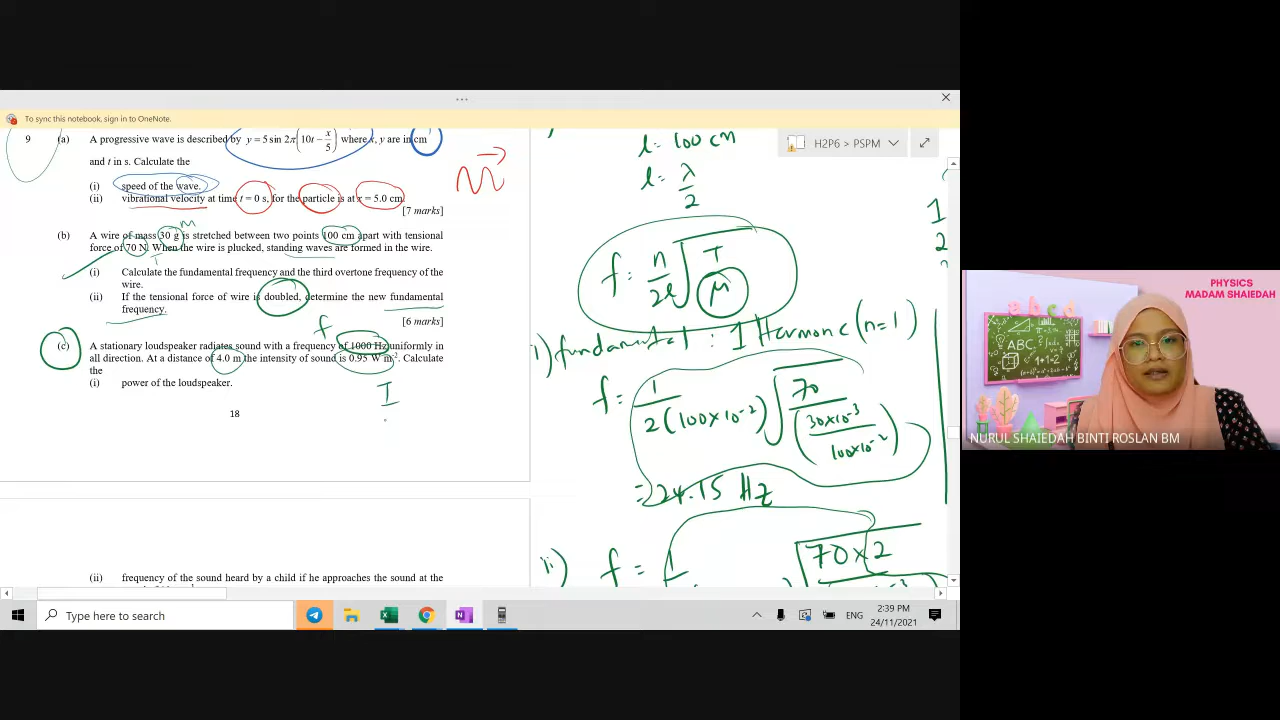 To sync this notebook, sign in to OneNote.
H2P6 > PSPM
9 (a) A progressive wave is described by y = 5 sin 2π(10t − x/5) where x, y are in cm
and t in s. Calculate the
(i) speed of the wave.
(ii) vibrational velocity at time t = 0 s, for the particle is at x = 5.0 cm.
[7 marks]
m
(b) A wire of mass 30 g is stretched between two points 100 cm apart with tensional
force of 70 N. When the wire is plucked, standing waves are formed in the wire.
T
(i) Calculate the fundamental frequency and the third overtone frequency of the
wire.
(ii) If the tensional force of wire is doubled, determine the new fundamental
frequency.
[6 marks]
f
(c) A stationary loudspeaker radiates sound with a frequency of 1000 Hz uniformly in
all direction. At a distance of 4.0 m the intensity of sound is 0.95 W m⁻². Calculate
the
(i) power of the loudspeaker.
I
18
(ii) frequency of the sound heard by a child if he approaches the sound at the
l = 100 cm
l = λ/2
f = n/2l √(T/μ)
i) fundamental : 1 Harmonc (n=1)
f = 1/2(100×10⁻²) √(70/(30×10⁻³/100×10⁻²))
= 24.15 Hz
ii) f = 1 √70×2
1
2
PHYSICS
MADAM SHAIEDAH
ABC
NURUL SHAIEDAH BINTI ROSLAN BM
Type here to search
ENG
2:39 PM
24/11/2021